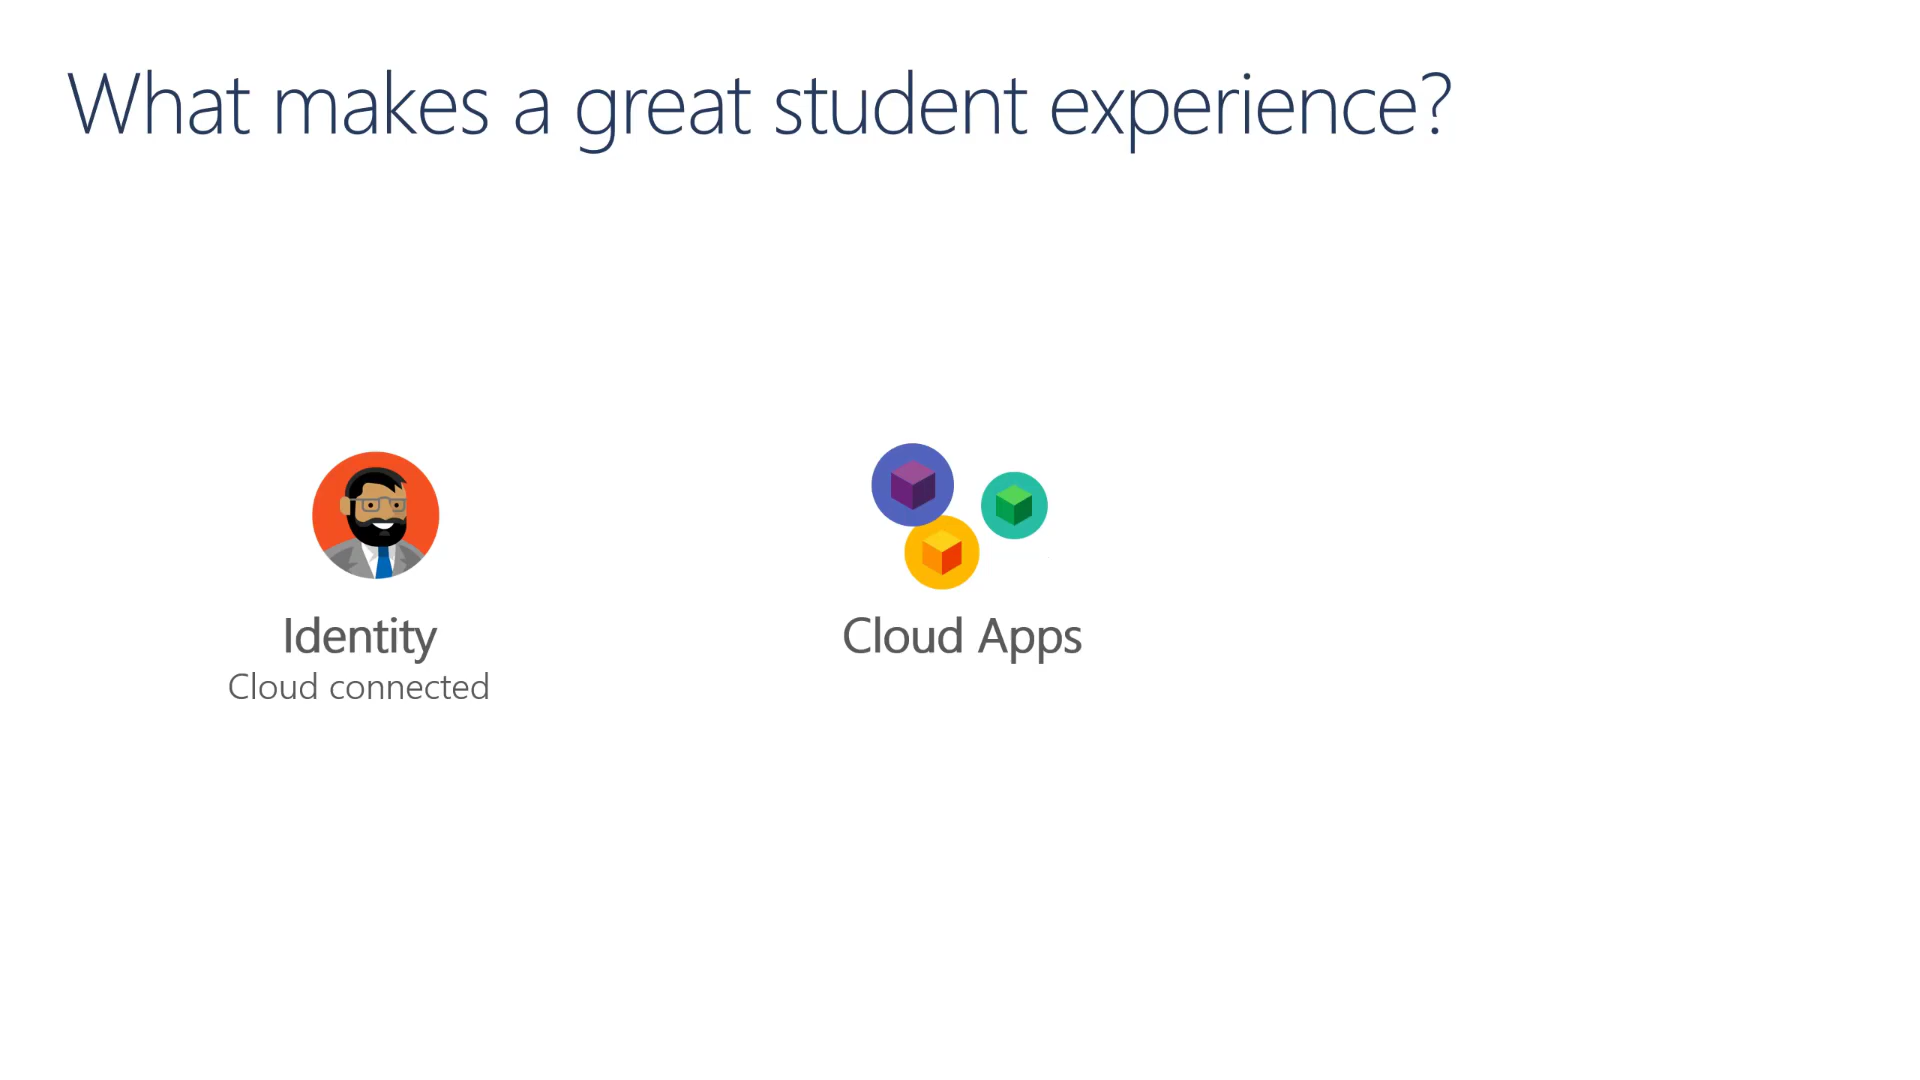 What makes a great student experience?
Identity
Cloud connected
Cloud Apps